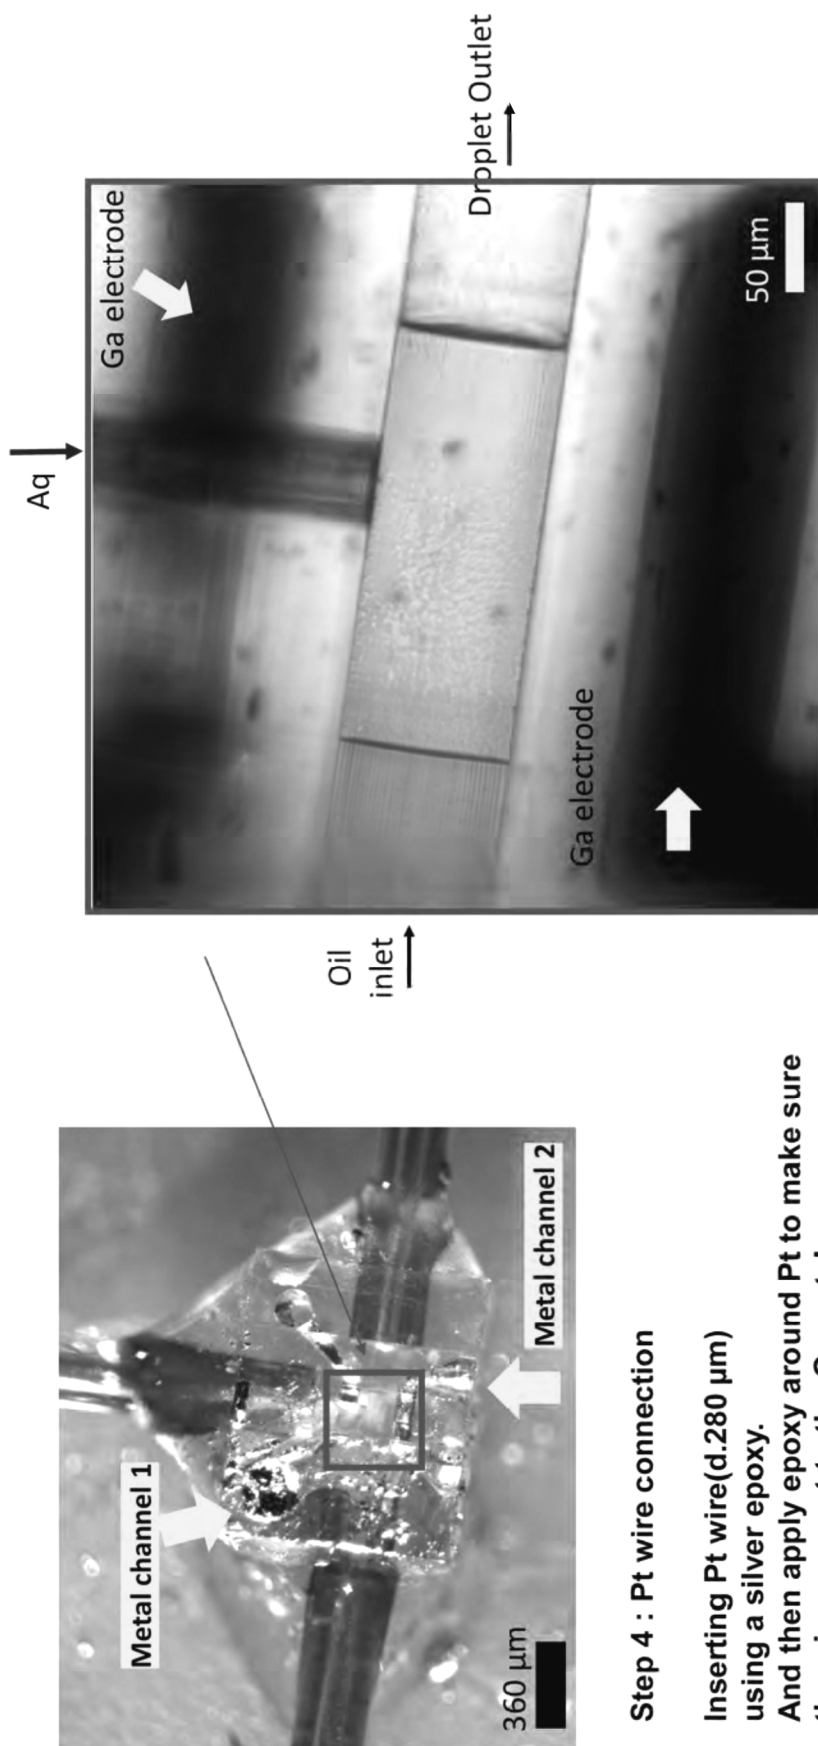 Metal channel 1
Metal channel 2
360 µm
Oil
inlet
Aq
Ga electrode
Ga electrode
Droplet Outlet
50 µm
Step 4 : Pt wire connection
Inserting Pt wire(d.280 µm)
using a silver epoxy.
And then apply epoxy around Pt to make sure